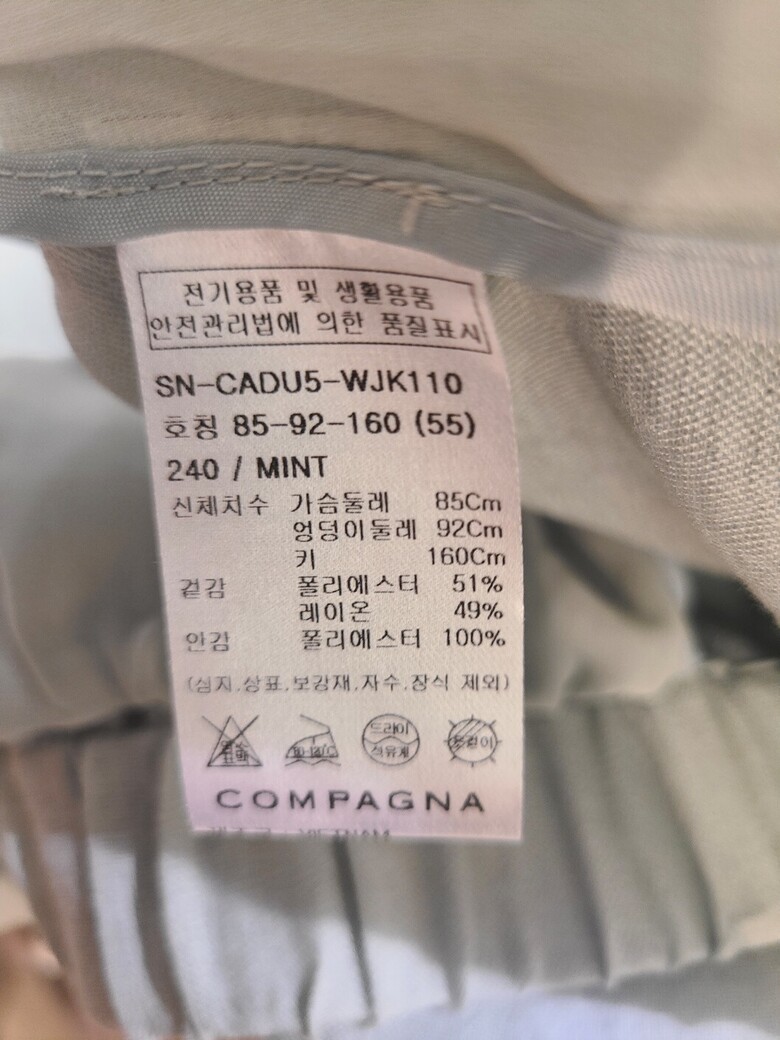 전기용품 및 생활용품
안전관리법에 의한 품질표시
SN-CADU5-WJK110
호칭 85-92-160 (55)
240 / MINT
신체치수 가슴둘레 85Cm
엉덩이둘레 92Cm
키 160Cm
겉감 폴리에스터 51%
레이온 49%
안감 폴리에스터 100%
(심지,상표,보강재,자수,장식 제외)
드라이
석유계
옷걸이
COMPAGNA